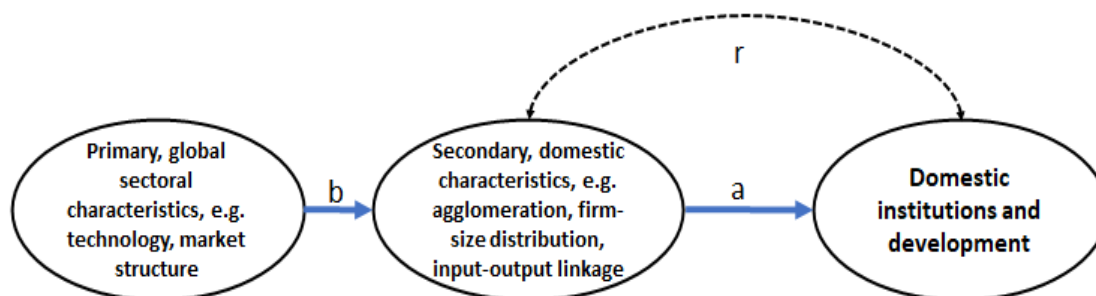 r
Primary, global
sectoral
characteristics, e.g.
technology, market
structure
b
Secondary, domestic
characteristics, e.g.
agglomeration, firm-
size distribution,
input-output linkage
a
Domestic
institutions and
development